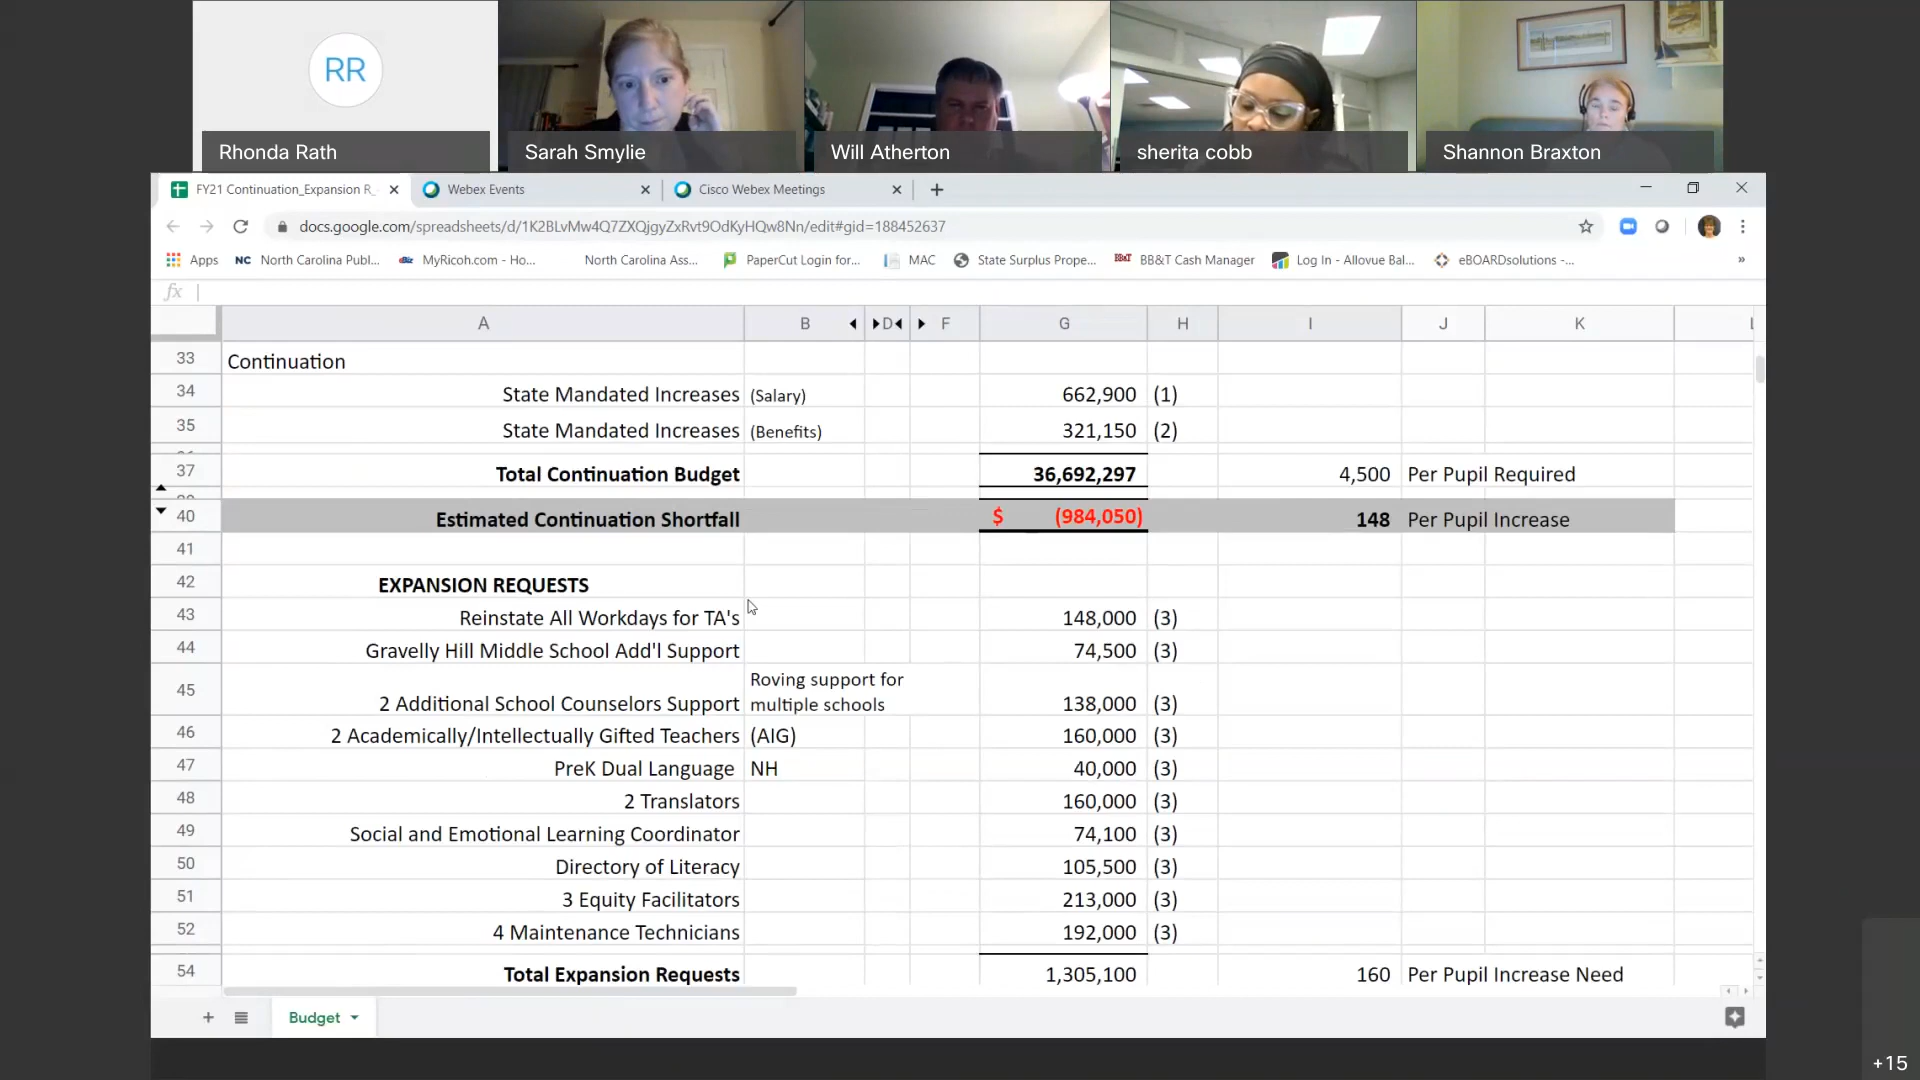 RR
Rhonda Rath
Sarah Smylie
Will Atherton
sherita cobb
Shannon Braxton
FY21 Continuation_Expansion R_
Webex Events
Cisco Webex Meetings
docs.google.com/spreadsheets/d/1K2BLvMw4Q7ZXQjgyZxRvt9OdKyHQw8Nn/edit#gid=188452637
Apps
NC North Carolina Publ...
MyRicoh.com - Ho...
North Carolina Ass...
PaperCut Login for...
MAC
State Surplus Prope...
BB&T BB&T Cash Manager
Log In - Allovue Bal...
eBOARDsolutions -...
»
fx
A B D F G H I J K L
33 Continuation
34 State Mandated Increases (Salary) 662,900 (1)
35 State Mandated Increases (Benefits) 321,150 (2)
37 Total Continuation Budget 36,692,297 4,500 Per Pupil Required
40 Estimated Continuation Shortfall $ (984,050) 148 Per Pupil Increase
41
42 EXPANSION REQUESTS
43 Reinstate All Workdays for TA's 148,000 (3)
44 Gravelly Hill Middle School Add'l Support 74,500 (3)
Roving support for
45 2 Additional School Counselors Support multiple schools 138,000 (3)
46 2 Academically/Intellectually Gifted Teachers (AIG) 160,000 (3)
47 PreK Dual Language NH 40,000 (3)
48 2 Translators 160,000 (3)
49 Social and Emotional Learning Coordinator 74,100 (3)
50 Directory of Literacy 105,500 (3)
51 3 Equity Facilitators 213,000 (3)
52 4 Maintenance Technicians 192,000 (3)
54 Total Expansion Requests 1,305,100 160 Per Pupil Increase Need
Budget
+15